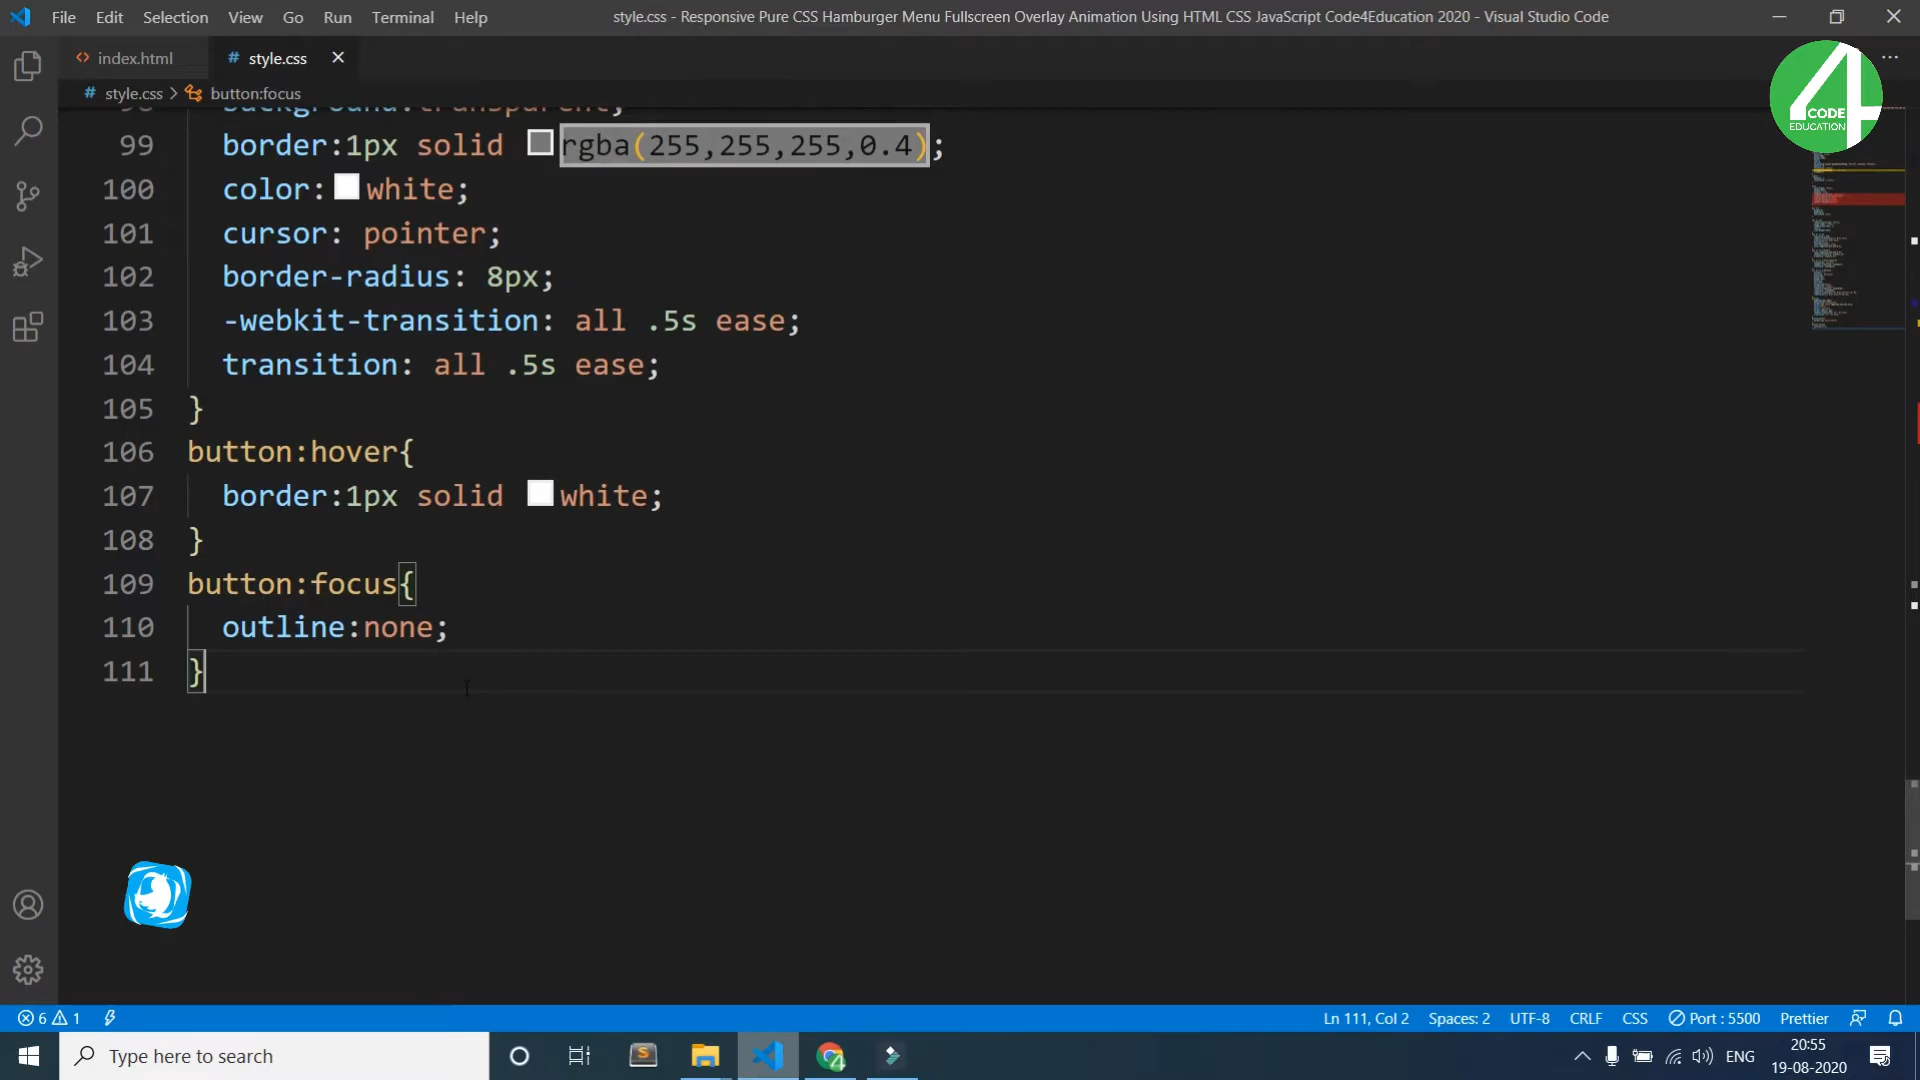 File Edit Selection View Go Run Terminal Help style.css - Responsive Pure CSS Hamburger Menu Fullscreen Overlay Animation Using HTML CSS JavaScript Code4Education 2020 - Visual Studio Code
index.html # style.css
# style.css > button:focus
4 CODE EDUCATION
98 background:transparent;
99 border:1px solid rgba(255,255,255,0.4);
100 color: white;
101 cursor: pointer;
102 border-radius: 8px;
103 -webkit-transition: all .5s ease;
104 transition: all .5s ease;
105 }
106 button:hover{
107 border:1px solid white;
108 }
109 button:focus{
110 outline:none;
111 }
6 1 Ln 111, Col 2 Spaces: 2 UTF-8 CRLF CSS Port : 5500 Prettier
Type here to search ENG 20:55
19-08-2020